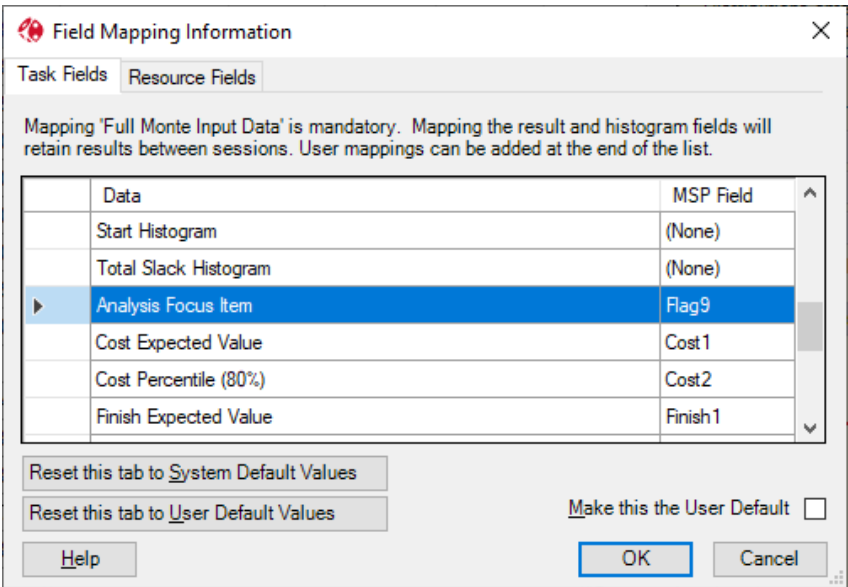 Field Mapping Information
Task Fields Resource Fields
Mapping 'Full Monte Input Data' is mandatory. Mapping the result and histogram fields will
retain results between sessions. User mappings can be added at the end of the list.
Data MSP Field
Start Histogram (None)
Total Slack Histogram (None)
Analysis Focus Item Flag9
Cost Expected Value Cost1
Cost Percentile (80%) Cost2
Finish Expected Value Finish1
Reset this tab to System Default Values
Reset this tab to User Default Values Make this the User Default
Help OK Cancel